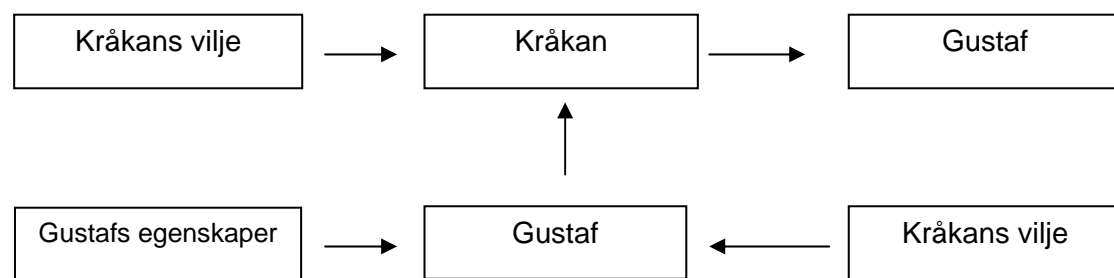 Kråkans vilje
Kråkan
Gustaf
Gustafs egenskaper
Gustaf
Kråkans vilje